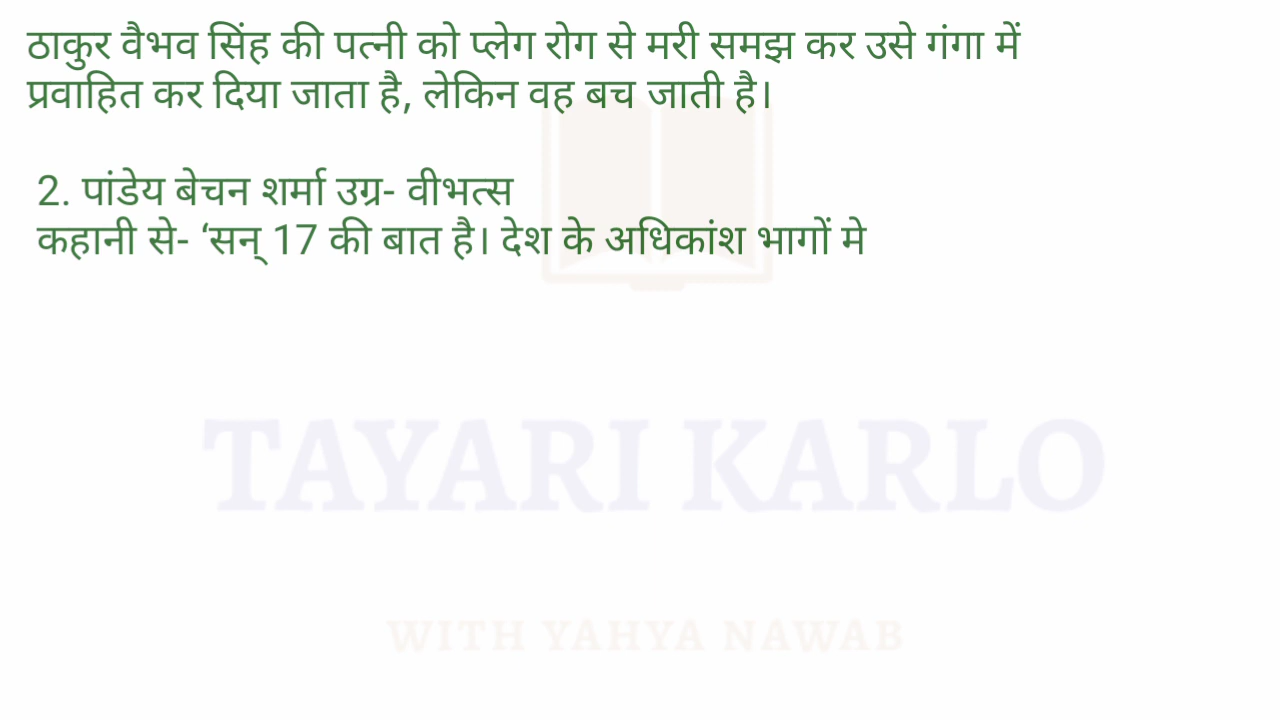 ठाकुर वैभव सिंह की पत्नी को प्लेग रोग से मरी समझ कर उसे गंगा में
प्रवाहित कर दिया जाता है, लेकिन वह बच जाती है।
2. पांडेय बेचन शर्मा उग्र- वीभत्स
कहानी से- ‘सन् 17 की बात है। देश के अधिकांश भागों मे
TAYARI KARLO
WITH YAHYA NAWAB